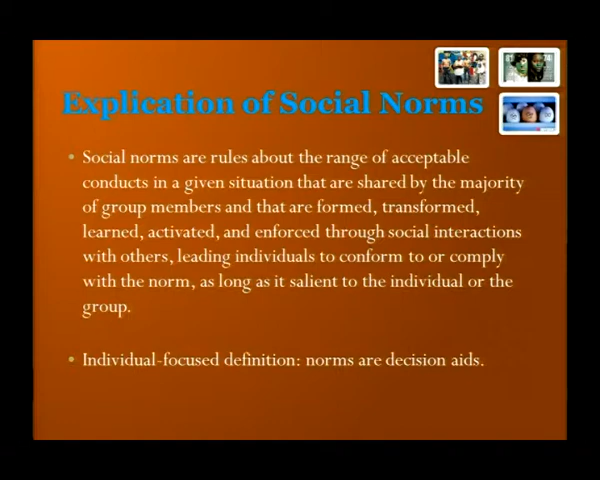 Explication of Social Norms
• Social norms are rules about the range of acceptable
conducts in a given situation that are shared by the majority
of group members and that are formed, transformed,
learned, activated, and enforced through social interactions
with others, leading individuals to conform to or comply
with the norm, as long as it salient to the individual or the
group.
• Individual-focused definition: norms are decision aids.